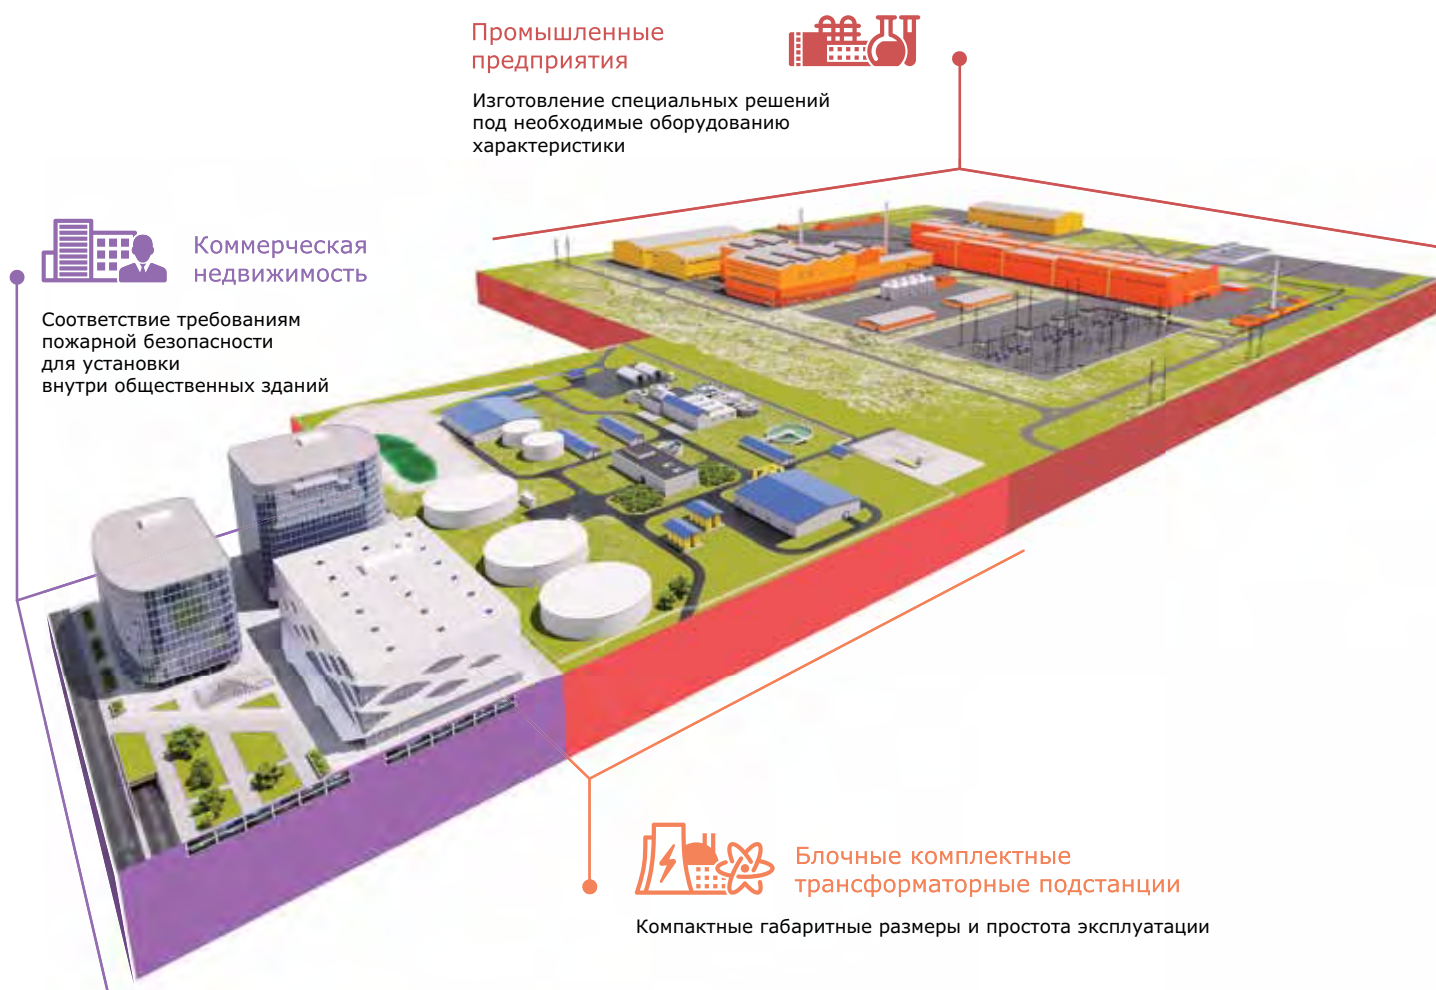 Промышленные
предприятия
Изготовление специальных решений
под необходимые оборудованию
характеристики
Коммерческая
недвижимость
Соответствие требованиям
пожарной безопасности
для установки
внутри общественных зданий
Блочные комплектные
трансформаторные подстанции
Компактные габаритные размеры и простота эксплуатации